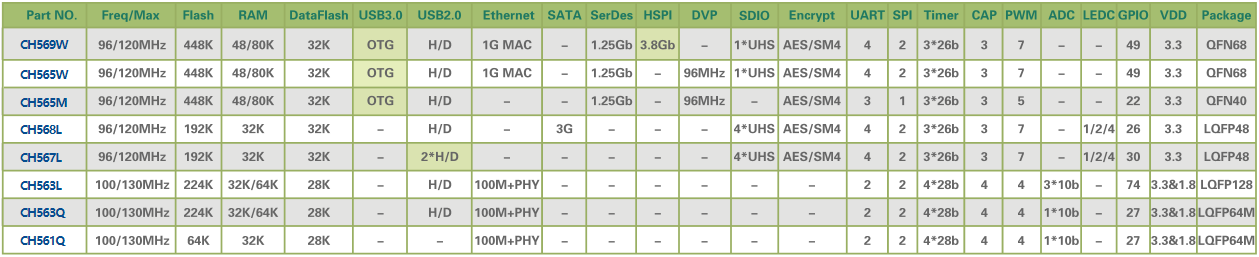 Part NO. Freq/Max Flash RAM DataFlash USB3.0 USB2.0 Ethernet SATA SerDes HSPI DVP SDIO Encrypt UART SPI Timer CAP PWM ADC LEDC GPIO VDD Package
CH569W 96/120MHz 448K 48/80K 32K OTG H/D 1G MAC – 1.25Gb 3.8Gb – 1*UHS AES/SM4 4 2 3*26b 3 7 – – 49 3.3 QFN68
CH565W 96/120MHz 448K 48/80K 32K OTG H/D 1G MAC – 1.25Gb – 96MHz 1*UHS AES/SM4 4 2 3*26b 3 7 – – 49 3.3 QFN68
CH565M 96/120MHz 448K 48/80K 32K OTG H/D – – 1.25Gb – 96MHz – AES/SM4 3 1 3*26b 3 5 – – 22 3.3 QFN40
CH568L 96/120MHz 192K 32K 32K – H/D – 3G – – – 4*UHS AES/SM4 4 2 3*26b 3 7 – 1/2/4 26 3.3 LQFP48
CH567L 96/120MHz 192K 32K 32K – 2*H/D – – – – – 4*UHS AES/SM4 4 2 3*26b 3 7 – 1/2/4 30 3.3 LQFP48
CH563L 100/130MHz 224K 32K/64K 28K – H/D 100M+PHY – – – – – – 2 2 4*28b 4 4 3*10b – 74 3.3&1.8 LQFP128
CH563Q 100/130MHz 224K 32K/64K 28K – H/D 100M+PHY – – – – – – 2 2 4*28b 4 4 1*10b – 27 3.3&1.8 LQFP64M
CH561Q 100/130MHz 64K 32K 28K – – 100M+PHY – – – – – – 2 2 4*28b 4 4 1*10b – 27 3.3&1.8 LQFP64M